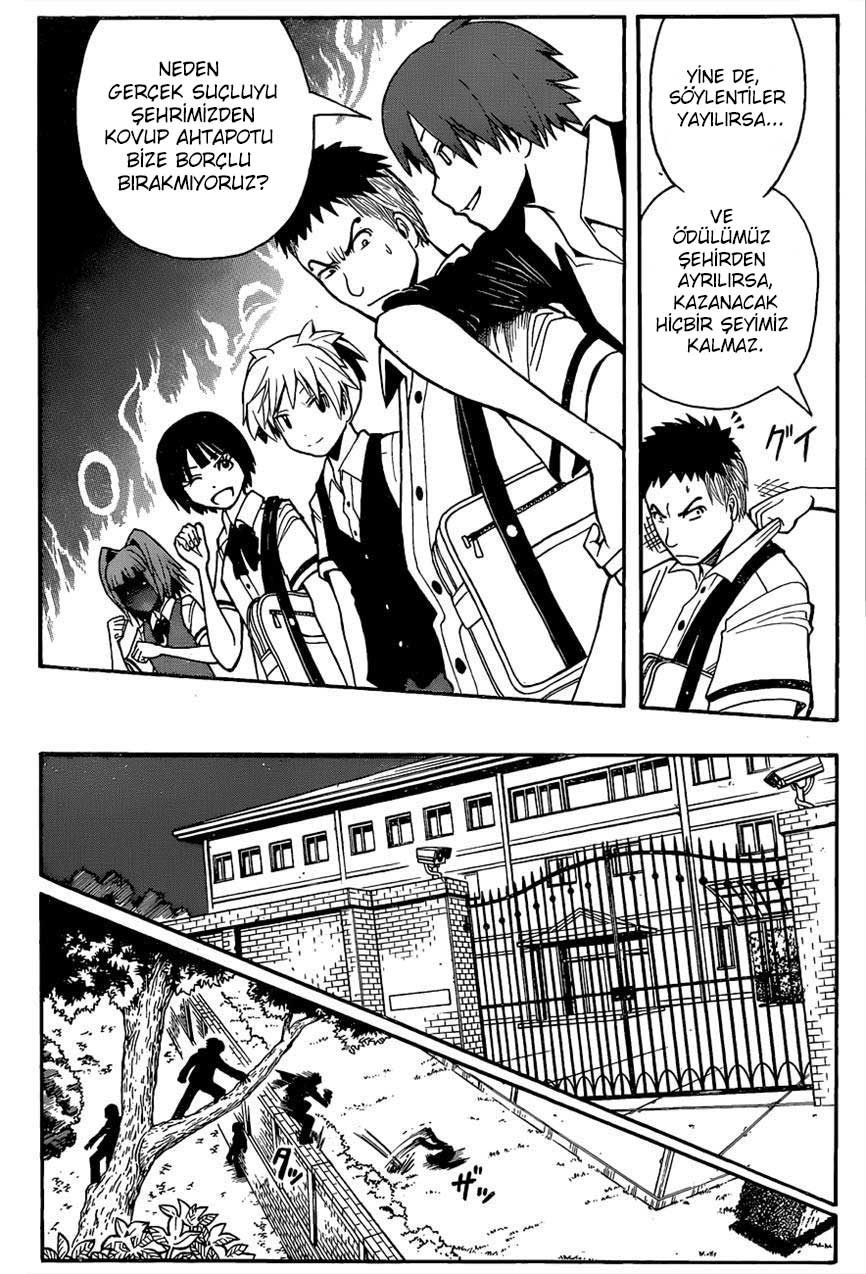 YİNE DE,
SÖYLENTİLER
YAYILIRSA...
VE
ÖDÜLÜMÜZ
ŞEHİRDEN
AYRILIRSA,
KAZANACAK
HİÇBİR ŞEYİMİZ
KALMAZ.
グイ
NEDEN
GERÇEK SUÇLUYU
ŞEHRİMİZDEN
KOVUP AHTAPOTU
BİZE BORÇLU
BIRAKMIYORUZ?
タッ
ザッ